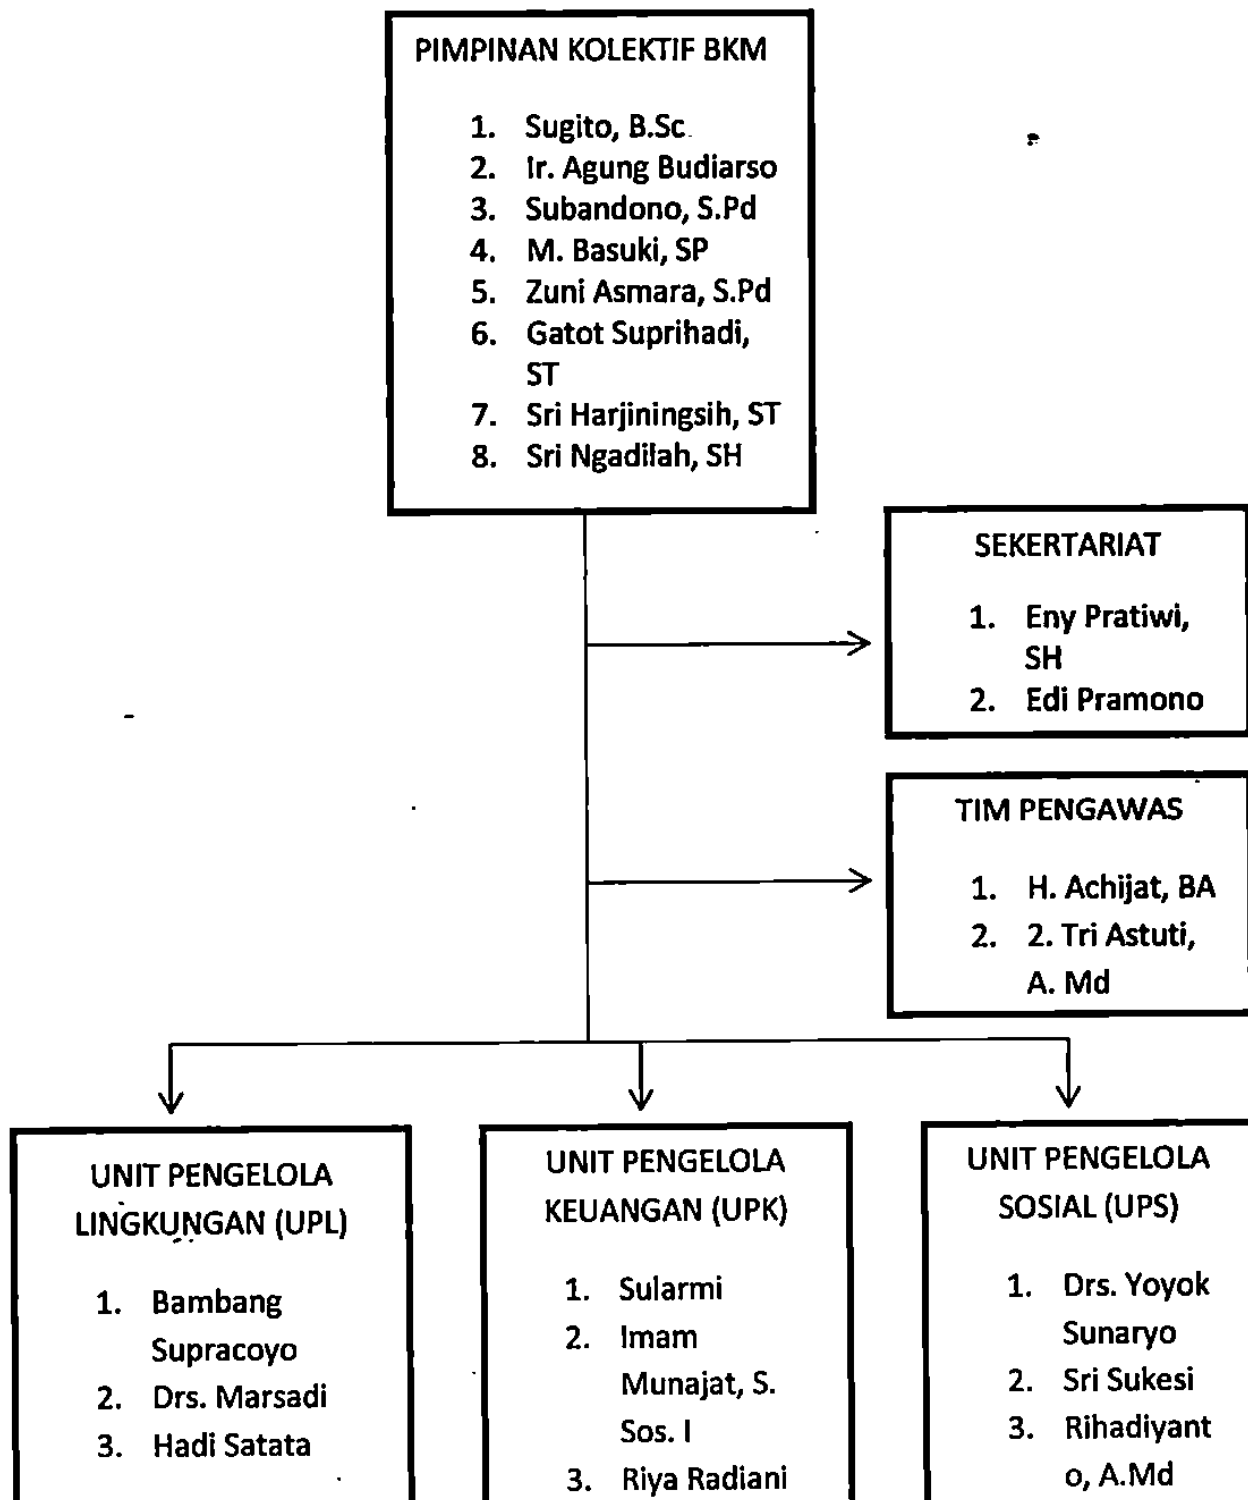 PIMPINAN KOLEKTIF BKM
1. Sugito, B.Sc
2. Ir. Agung Budiarso
3. Subandono, S.Pd
4. M. Basuki, SP
5. Zuni Asmara, S.Pd
6. Gatot Suprihadi,
ST
7. Sri Harjiningsih, ST
8. Sri Ngadilah, SH
SEKERTARIAT
1. Eny Pratiwi,
SH
2. Edi Pramono
TIM PENGAWAS
1. H. Achijat, BA
2. 2. Tri Astuti,
A. Md
UNIT PENGELOLA
LINGKUNGAN (UPL)
1. Bambang
Supracoyo
2. Drs. Marsadi
3. Hadi Satata
UNIT PENGELOLA
KEUANGAN (UPK)
1. Sularmi
2. Imam
Munajat, S.
Sos. I
3. Riya Radiani
UNIT PENGELOLA
SOSIAL (UPS)
1. Drs. Yoyok
Sunaryo
2. Sri Sukesi
3. Rihadiyant
o, A.Md